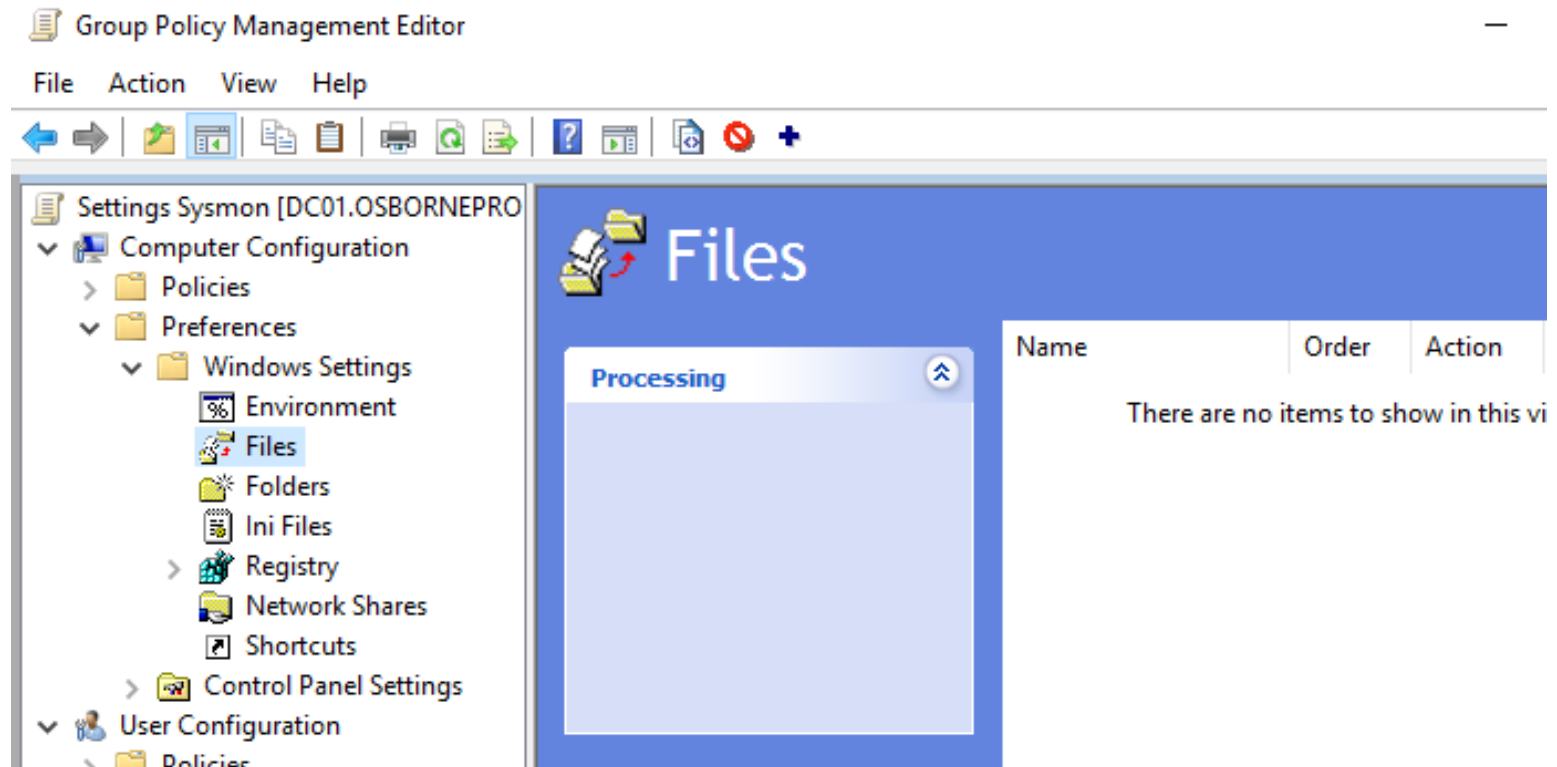 Group Policy Management Editor
File Action View Help
Settings Sysmon [DC01.OSBORNEPRO
Computer Configuration
Policies
Preferences
Windows Settings
Environment
Files
Folders
Ini Files
Registry
Network Shares
Shortcuts
Control Panel Settings
User Configuration
Policies
Files
Processing
Name Order Action
There are no items to show in this vi